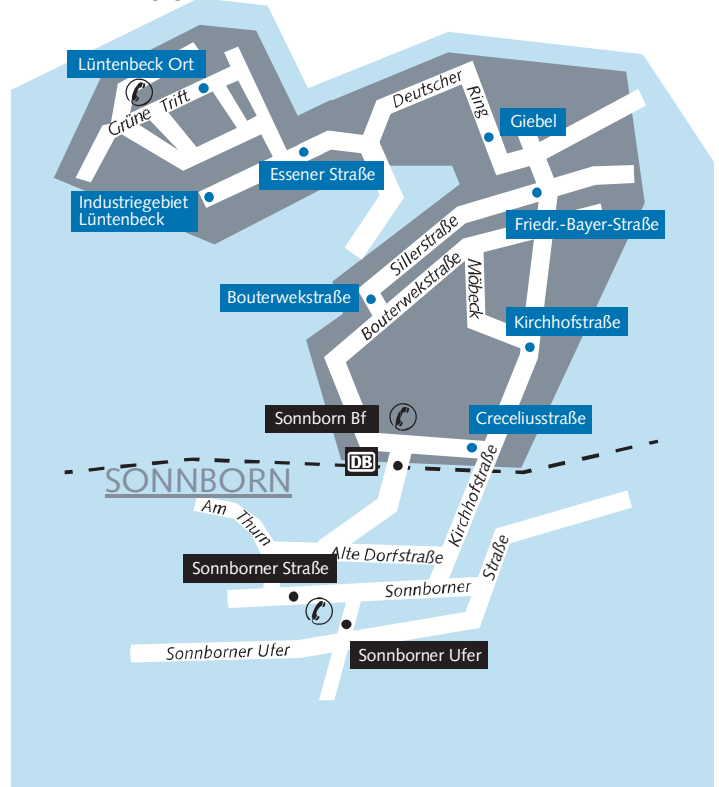 Lüntenbeck Ort
Deutscher
Ring
Grüne Trift
Giebel
Essener Straße
Industriegebiet
Lüntenbeck
Friedr.-Bayer-Straße
Sillerstraße
Bouterwekstraße
Möbeck
Bouterwekstraße
Kirchhofstraße
Sonnborn Bf
Creceliusstraße
DB
SONNBORN
Kirchhofstraße
Am Thurn
Alte Dorfstraße
Straße
Sonnborner Straße
Sonnborner
Sonnborner Ufer
Sonnborner Ufer